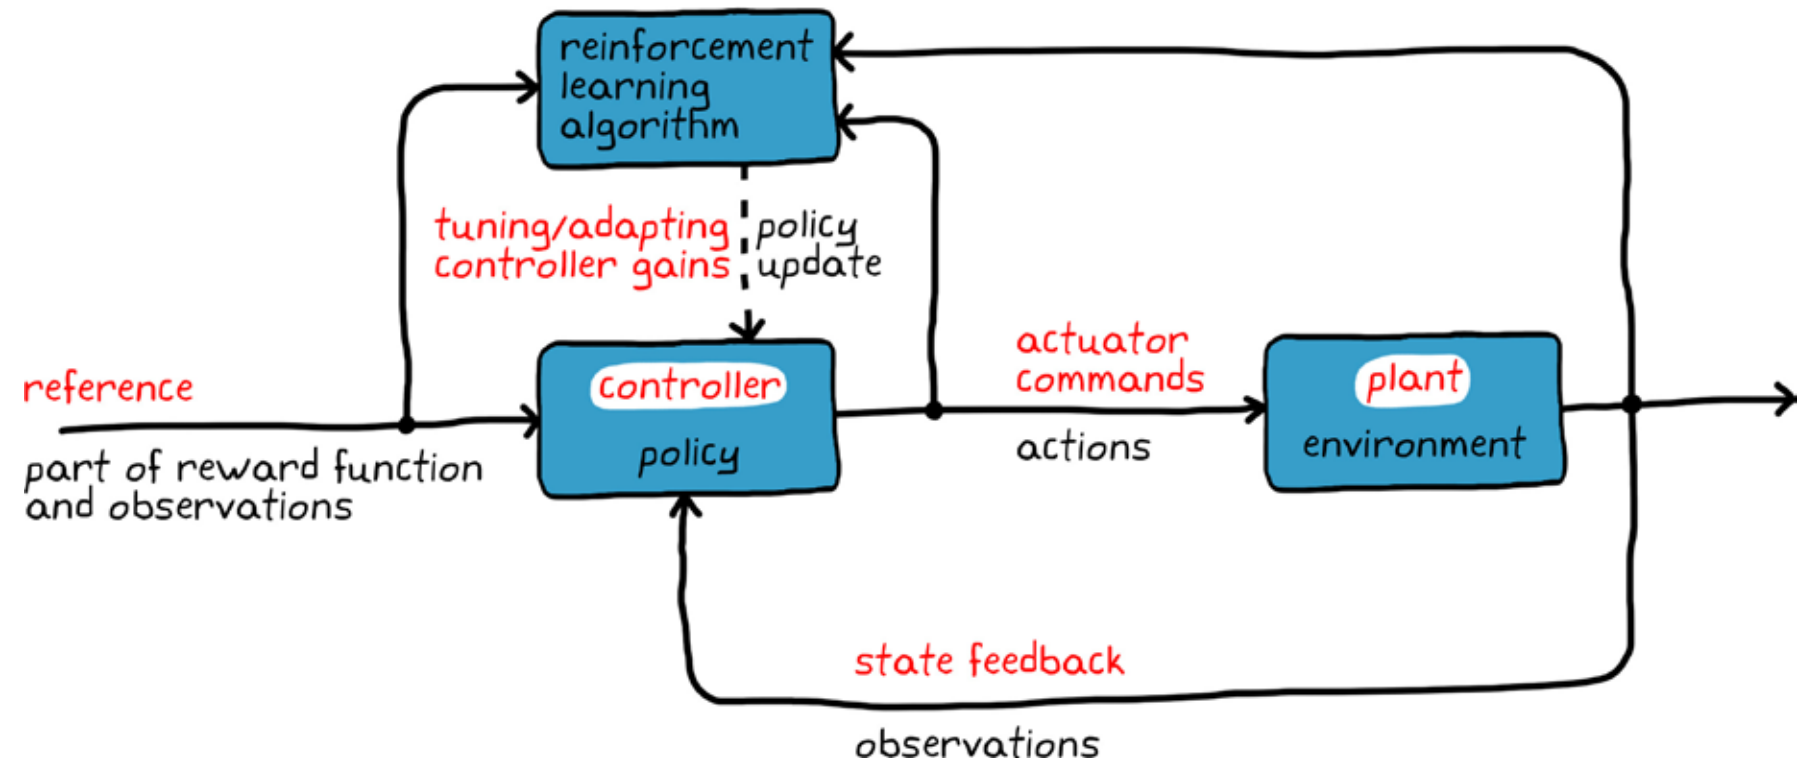 reinforcement
learning
algorithm
tuning/adapting
controller gains
policy
update
reference
part of reward function
and observations
controller
policy
actuator
commands
actions
plant
environment
state feedback
observations